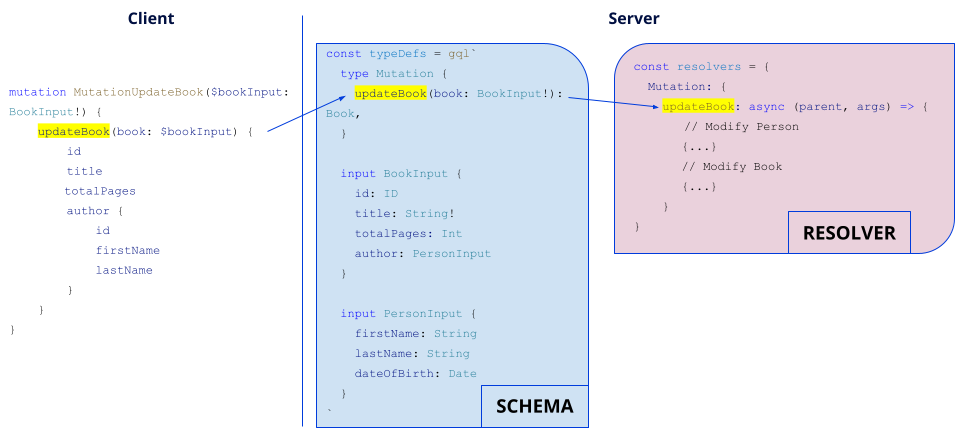 Client
mutation MutationUpdateBook($bookInput:
BookInput!) {
updateBook(book: $bookInput) {
id
title
totalPages
author {
id
firstName
lastName
}
}
}
Server
const typeDefs = gql`
type Mutation {
updateBook(book: BookInput!):
Book,
}
input BookInput {
id: ID
title: String!
totalPages: Int
author: PersonInput
}
input PersonInput {
firstName: String
lastName: String
dateOfBirth: Date
}
`
SCHEMA
const resolvers = {
Mutation: {
updateBook: async (parent, args) => {
// Modify Person
{...}
// Modify Book
{...}
}
}
RESOLVER